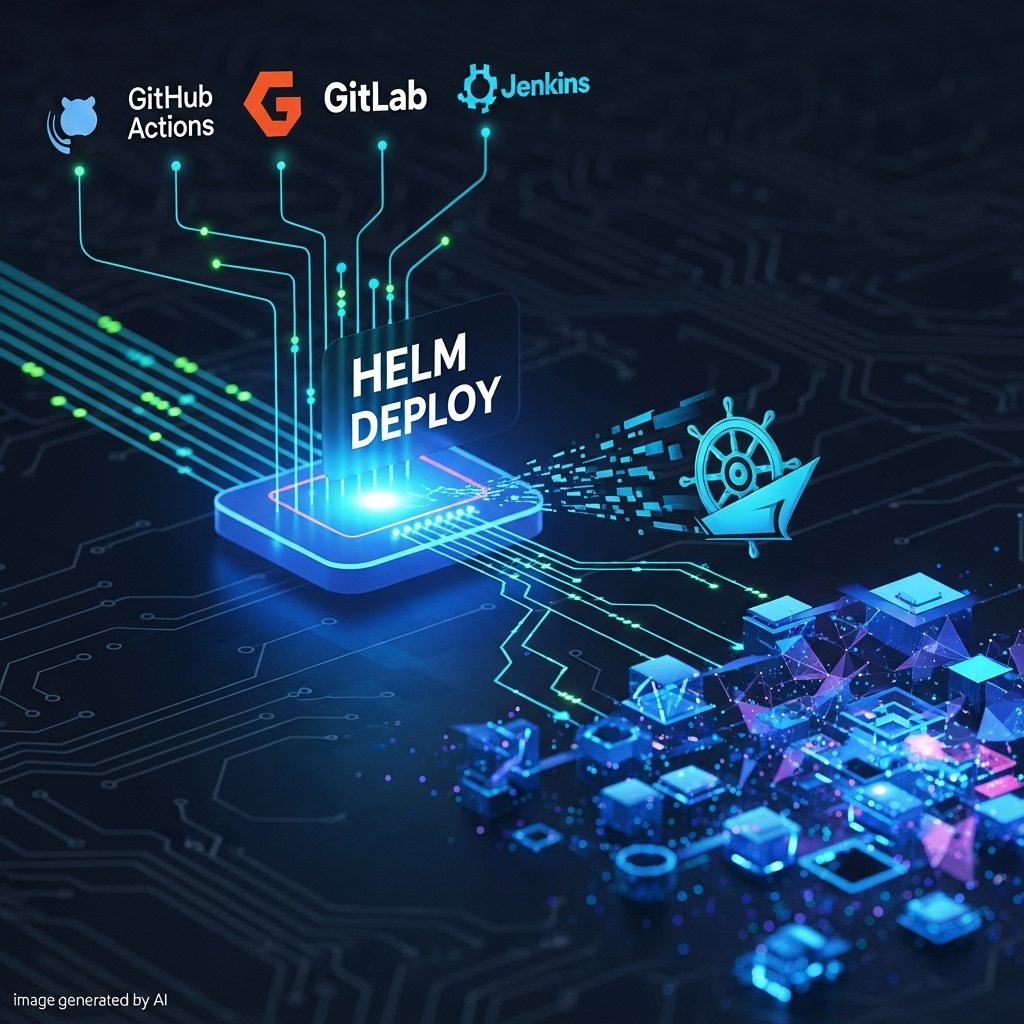 GitHub
Actions
GitLab
Jenkins
HELM
DEPLOY
image generated by AI